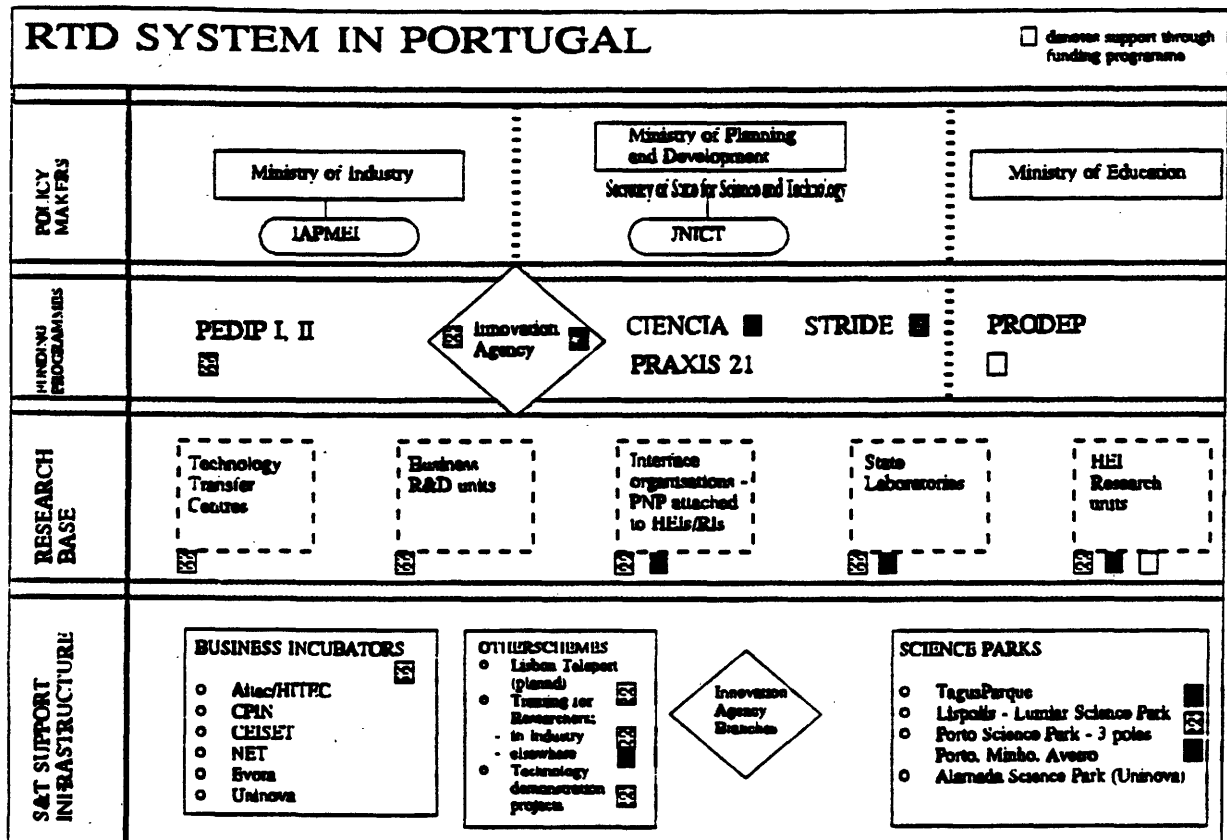 RTD SYSTEM IN PORTUGAL
denotes support through
funding programme
POLICY
MAKERS
Ministry of Industry
IAPMEI
Ministry of Planning
and Development
Secretary of State for Science and Technology
JNICT
Ministry of Education
FUNDING
PROGRAMMES
PEDIP I, II
Innovation
Agency
CIENCIA
STRIDE
PRAXIS 21
PRODEP
RESEARCH
BASE
Technology
Transfer
Centres
Business
R&D units
Interface
organisations -
PNP attached
to HEIs/RIs
State
Laboratories
HEI
Research
units
S&T SUPPORT
INFRASTRUCTURE
BUSINESS INCUBATORS
o Aitec/HITEC
o CPIN
o CEISET
o NET
o Evora
o Uninova
OTHER SCHEMES
o Lisbon Teleport
(planned)
o Training for
Researchers:
- in industry
- elsewhere
o Technology
demonstration
projects
Innovation
Agency
Branches
SCIENCE PARKS
o TagusParque
o Lispolis - Lumiar Science Park
o Porto Science Park - 3 poles
Porto, Minho, Aveiro
o Alamada Science Park (Uninova)